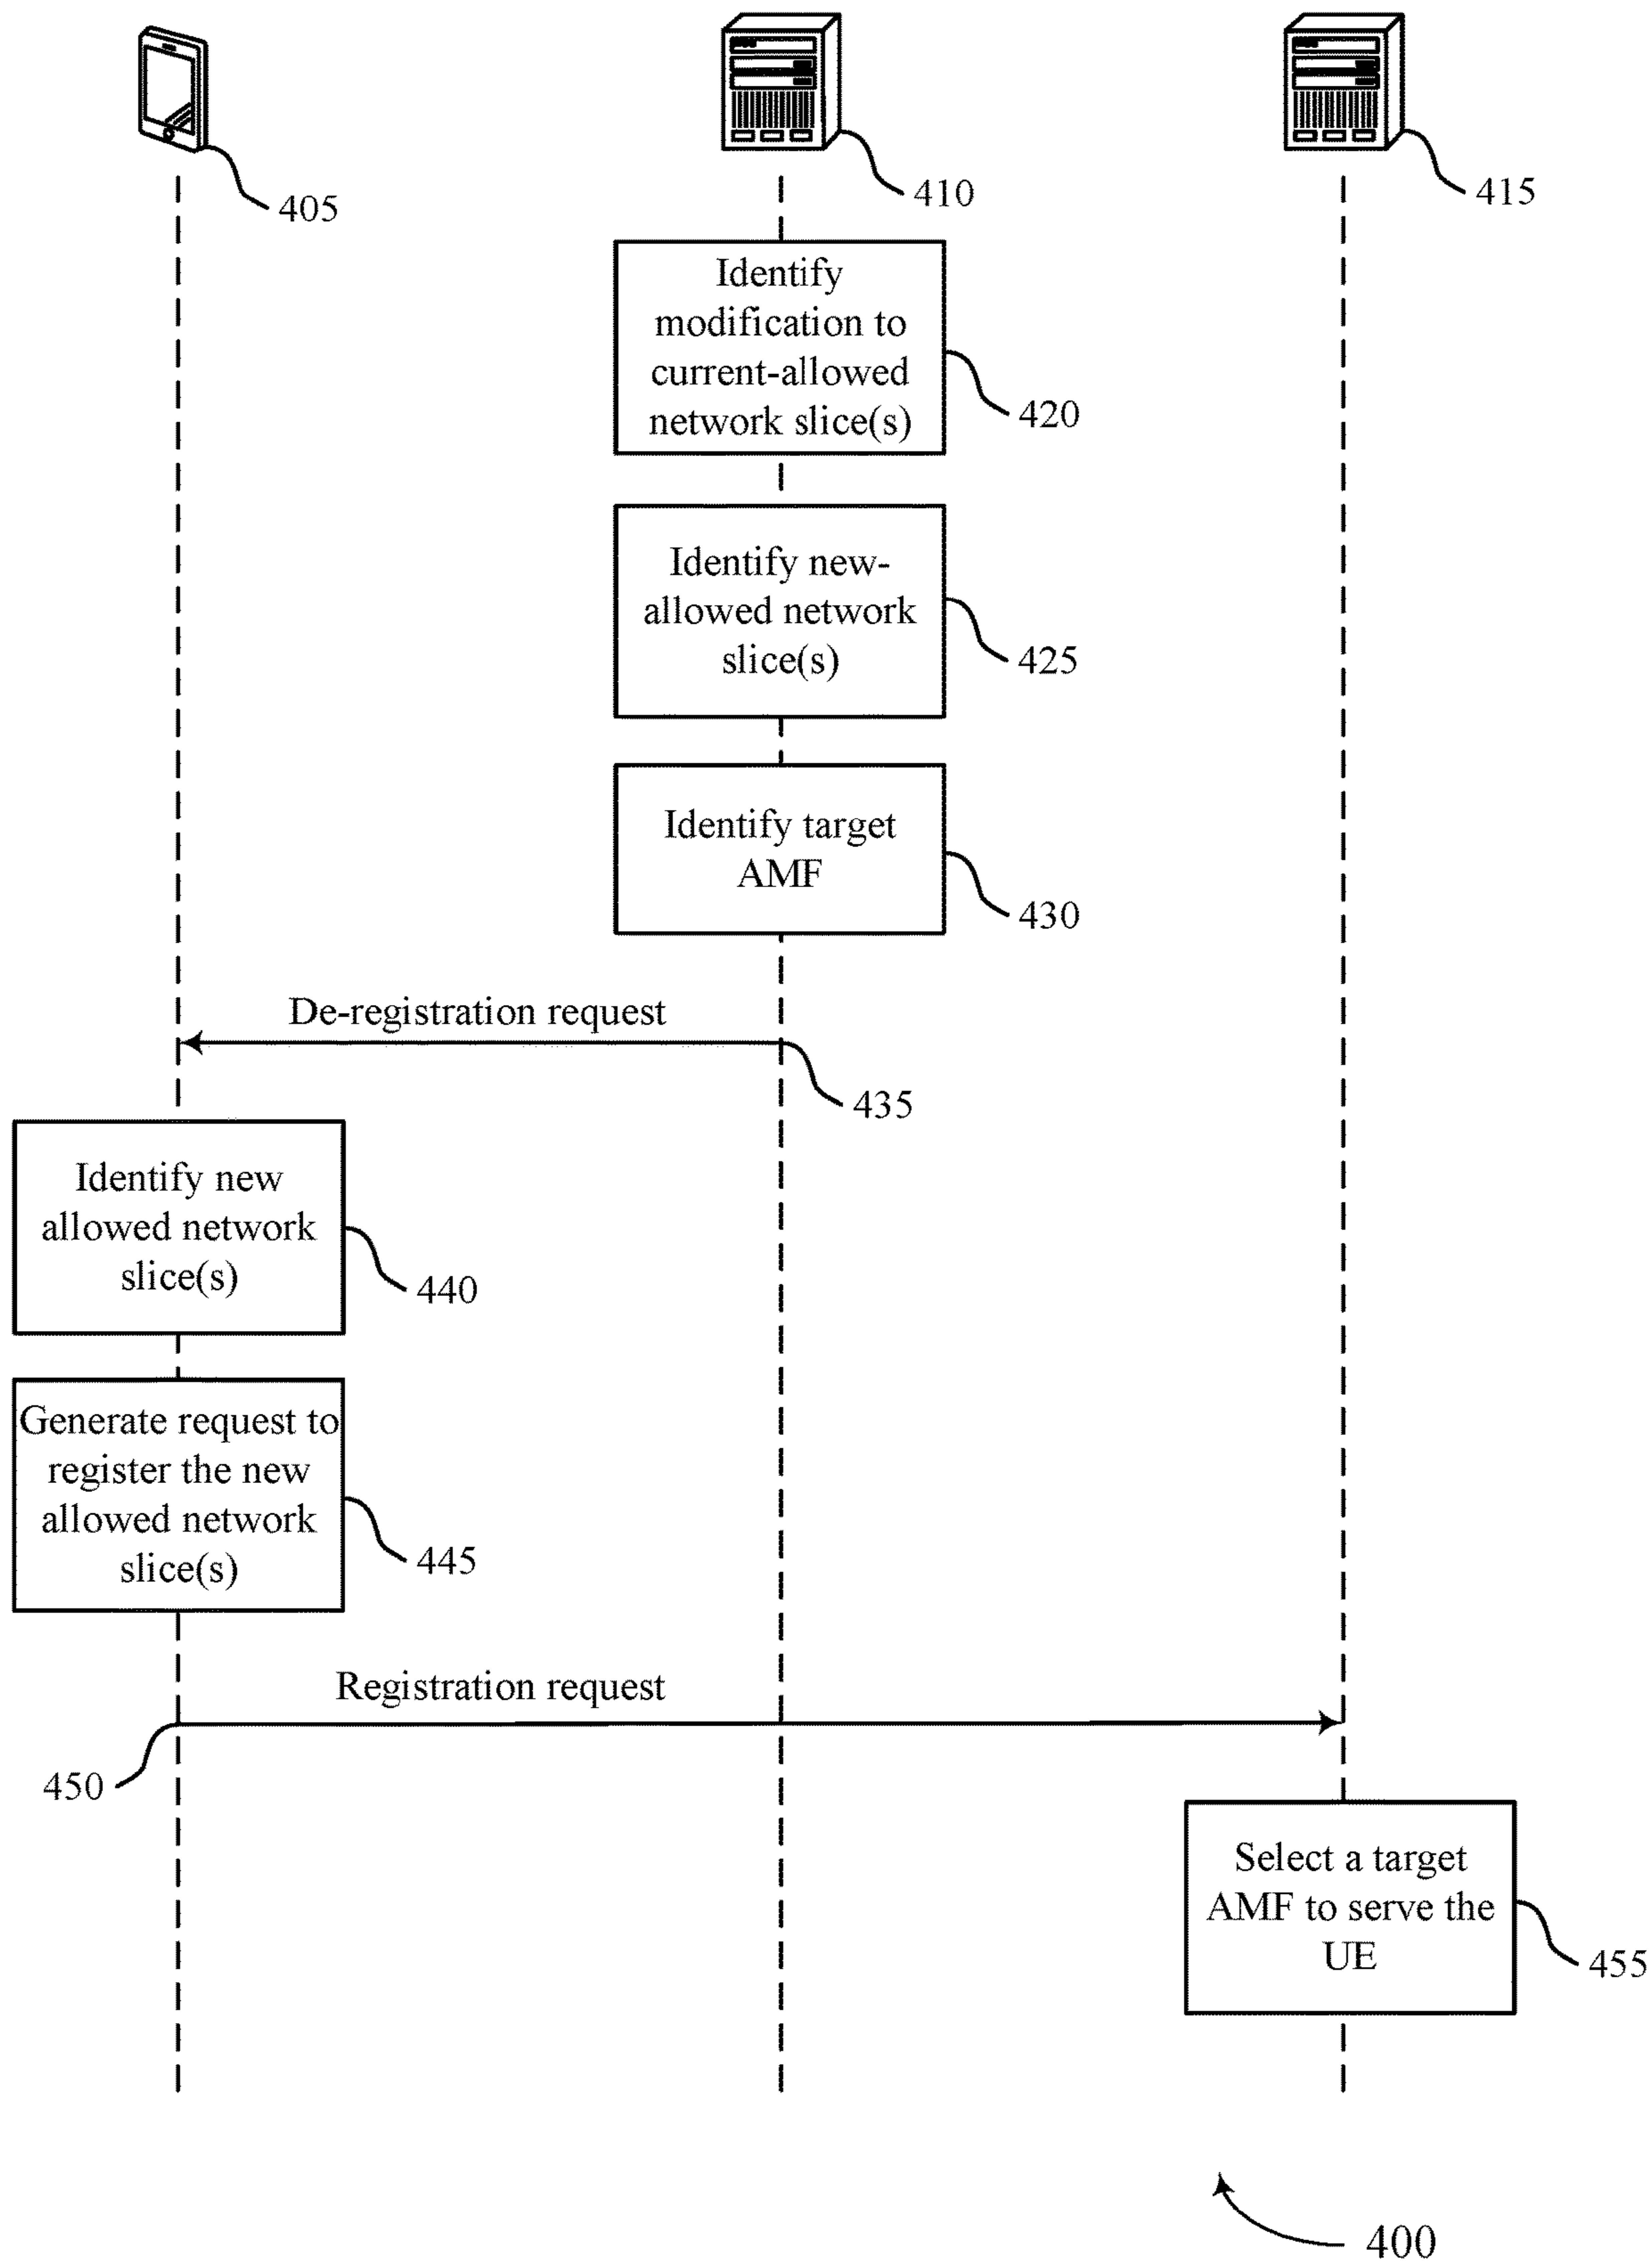 405
410
415
Identify
modification to
current-allowed
network slice(s)
420
Identify new-
allowed network
slice(s)
425
Identify target
AMF
430
De-registration request
435
Identify new
allowed network
slice(s)
440
Generate request to
register the new
allowed network
slice(s)
445
Registration request
450
Select a target
AMF to serve the
UE
455
400